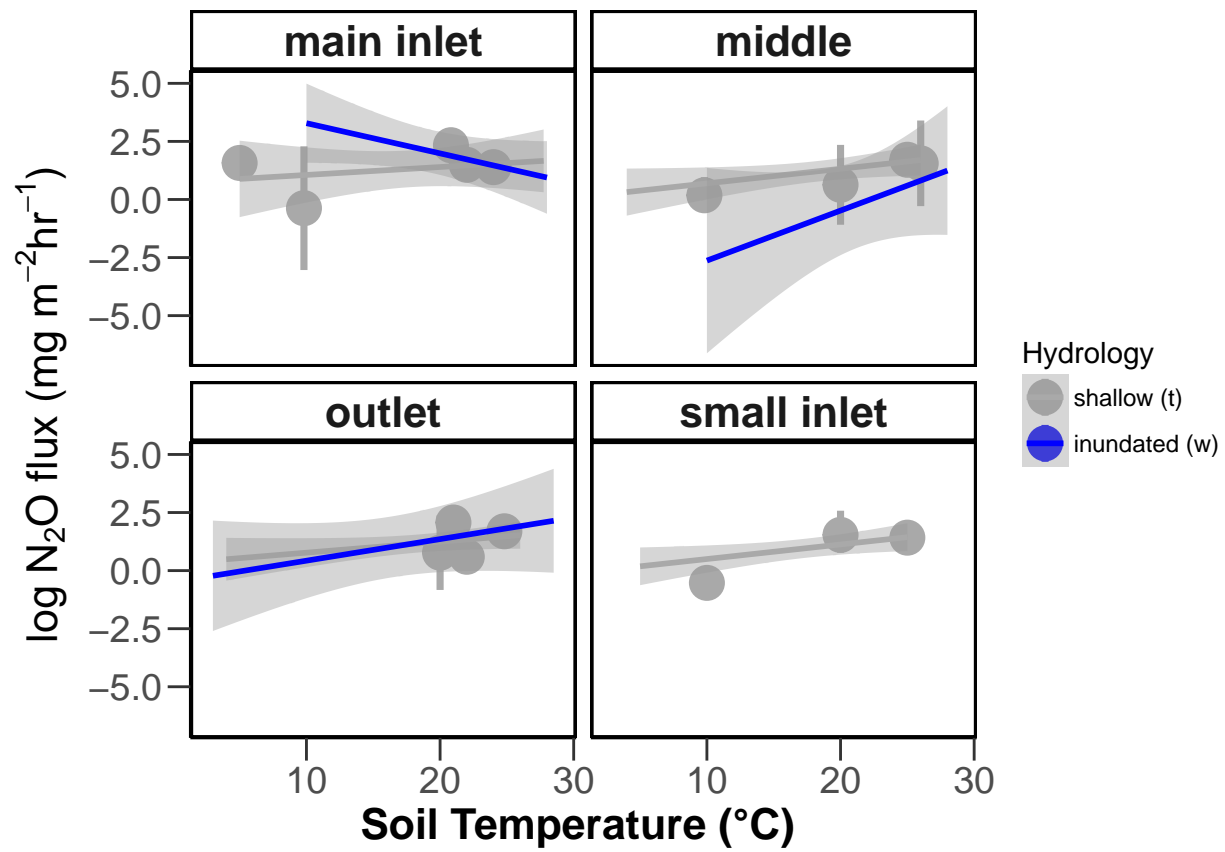 main inlet
middle
5.0
2.5
0.0
−2.5
−5.0
outlet
small inlet
5.0
2.5
0.0
−2.5
−5.0
10
20
30
10
20
30
Soil Temperature (°C)
log N₂O flux (mg m⁻²hr⁻¹)
Hydrology
shallow (t)
inundated (w)